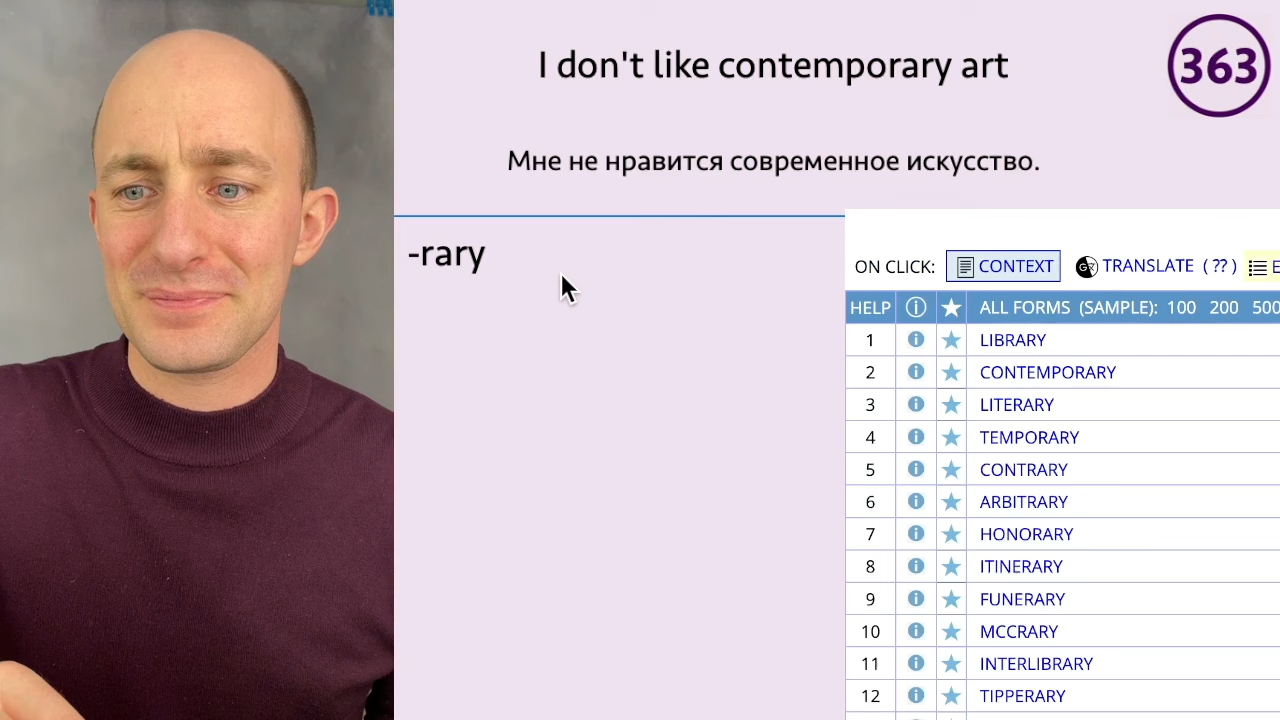 I don't like contemporary art
363
Мне не нравится современное искусство.
-rary
ON CLICK: CONTEXT TRANSLATE ( ?? ) E
HELP ALL FORMS (SAMPLE): 100 200 500
1 LIBRARY
2 CONTEMPORARY
3 LITERARY
4 TEMPORARY
5 CONTRARY
6 ARBITRARY
7 HONORARY
8 ITINERARY
9 FUNERARY
10 MCCRARY
11 INTERLIBRARY
12 TIPPERARY